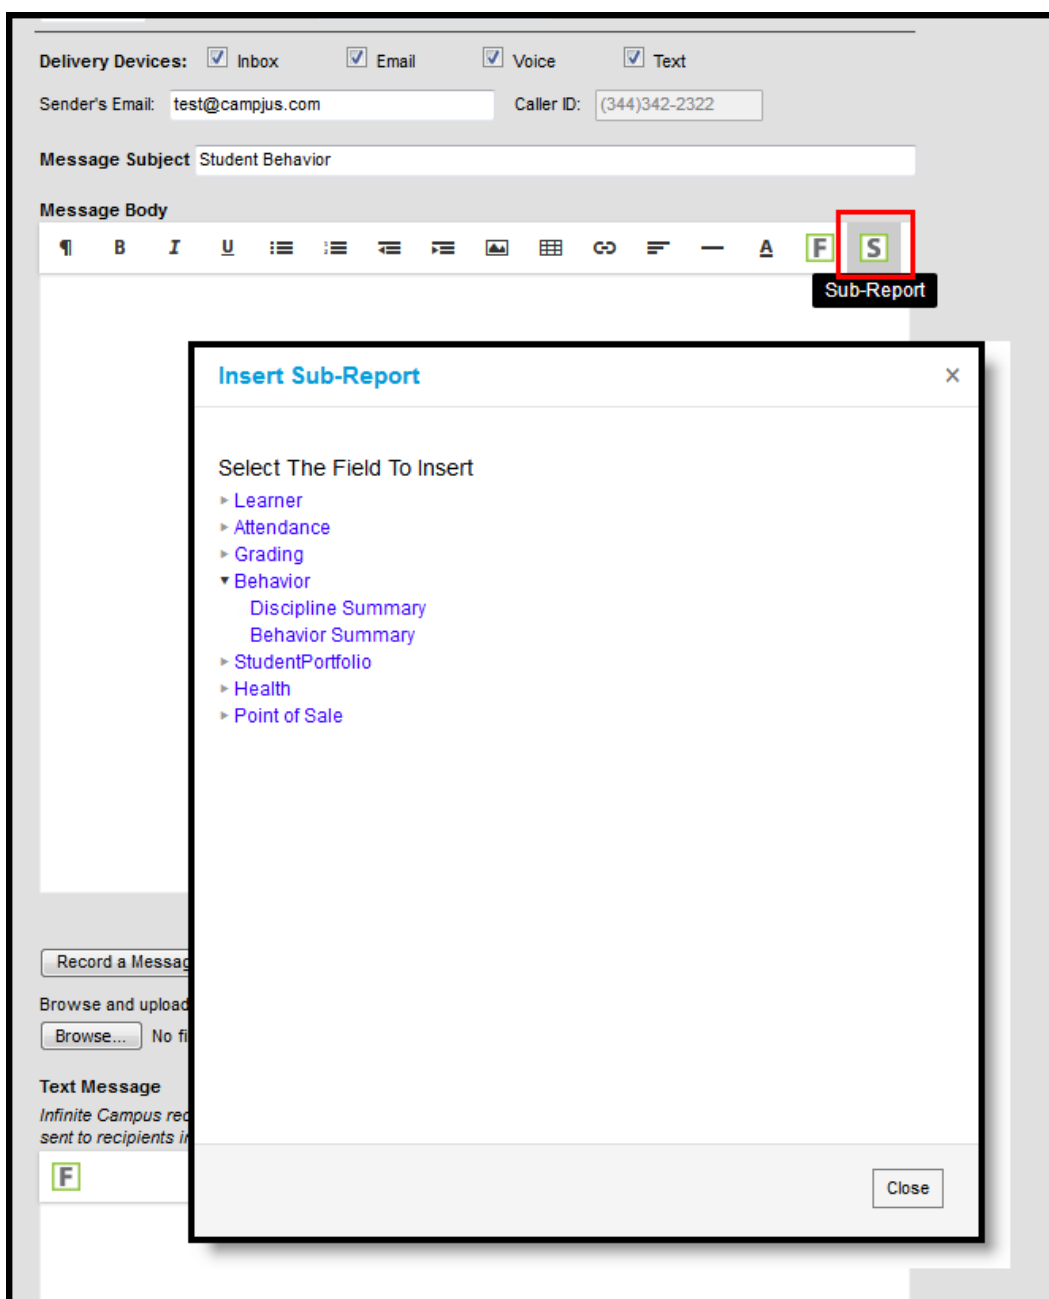 Delivery Devices: Inbox Email Voice Text
Sender's Email: test@campjus.com Caller ID: (344)342-2322
Message Subject Student Behavior
Message Body
¶ B I U A F S
Sub-Report
Insert Sub-Report ×
Select The Field To Insert
Learner
Attendance
Grading
Behavior
Discipline Summary
Behavior Summary
StudentPortfolio
Health
Point of Sale
Record a Messag
Browse and upload
Browse... No fi
Text Message
Infinite Campus rec
sent to recipients in
F
Close